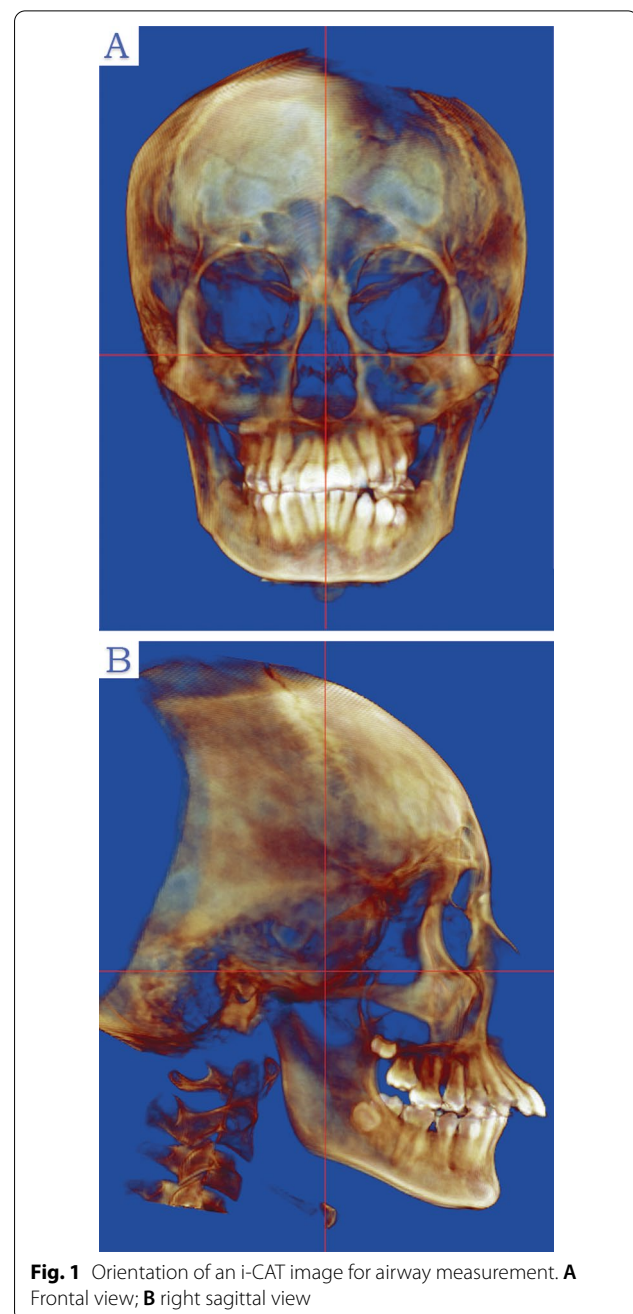 A
B
Fig. 1 Orientation of an i-CAT image for airway measurement. A
Frontal view; B right sagittal view